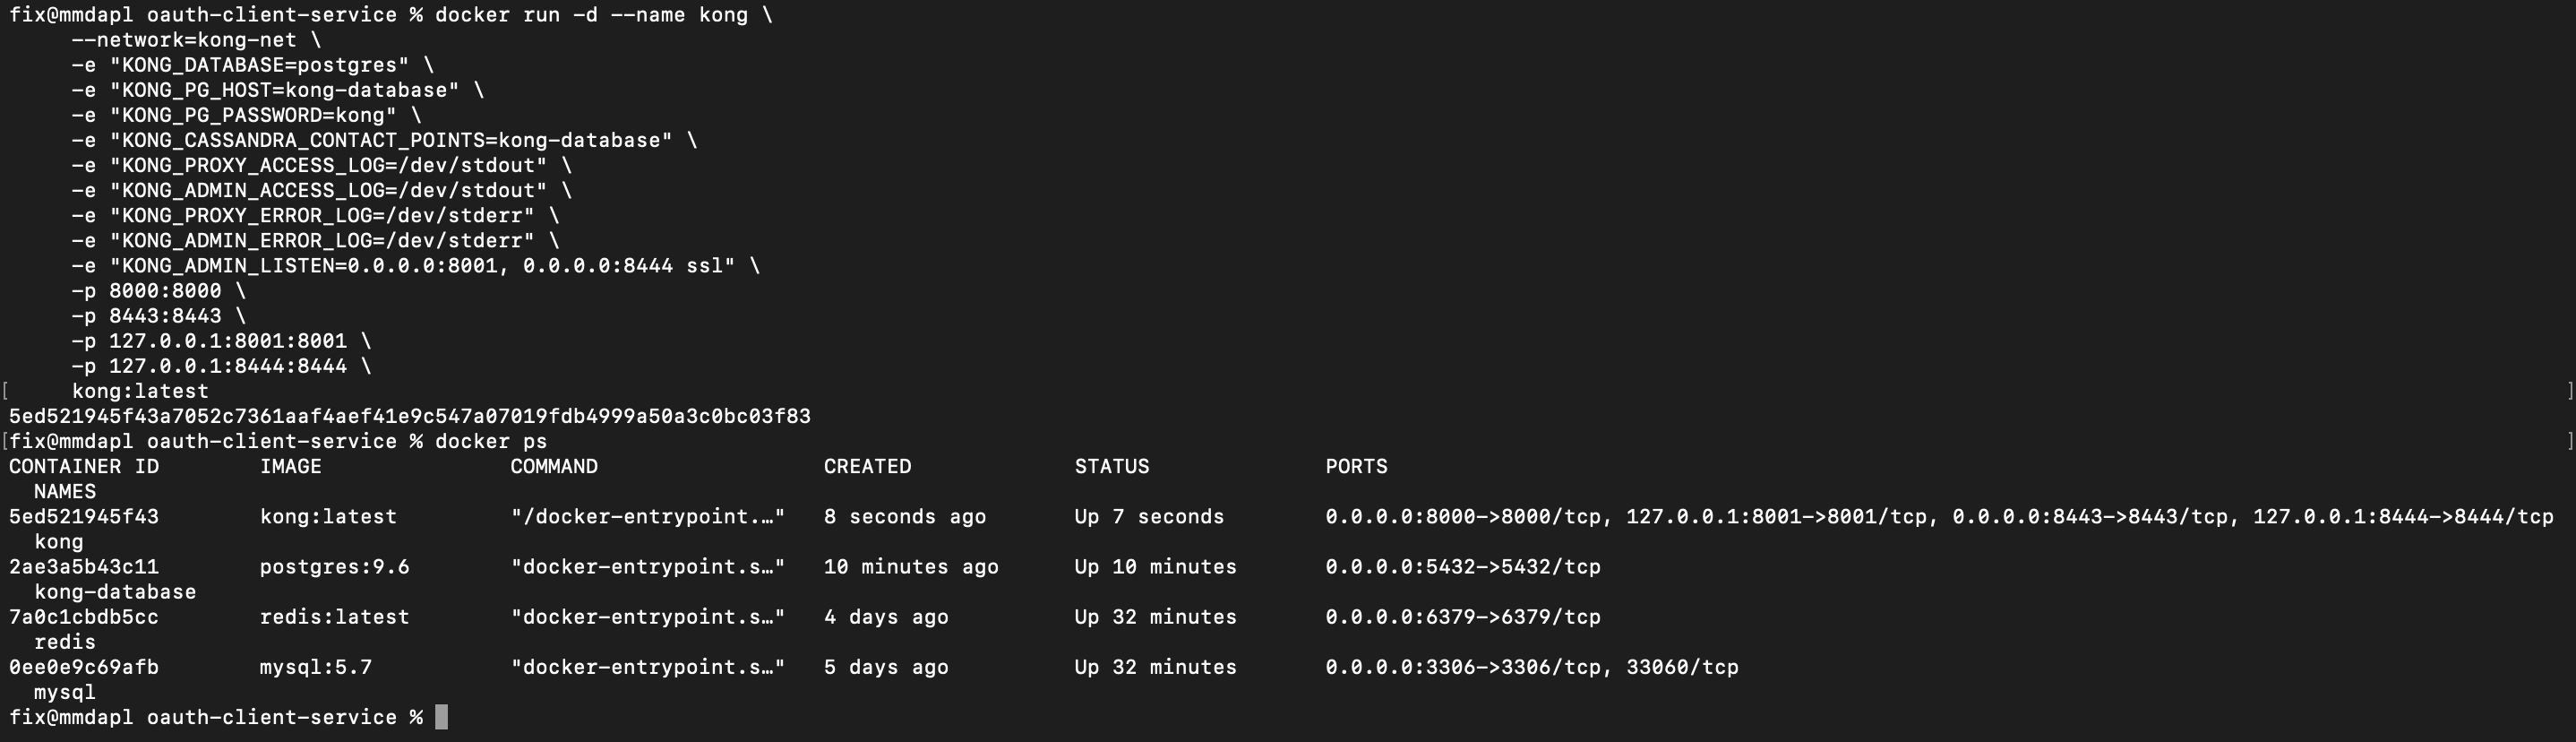 fix@mmdapl oauth-client-service % docker run -d --name kong \
     --network=kong-net \
     -e "KONG_DATABASE=postgres" \
     -e "KONG_PG_HOST=kong-database" \
     -e "KONG_PG_PASSWORD=kong" \
     -e "KONG_CASSANDRA_CONTACT_POINTS=kong-database" \
     -e "KONG_PROXY_ACCESS_LOG=/dev/stdout" \
     -e "KONG_ADMIN_ACCESS_LOG=/dev/stdout" \
     -e "KONG_PROXY_ERROR_LOG=/dev/stderr" \
     -e "KONG_ADMIN_ERROR_LOG=/dev/stderr" \
     -e "KONG_ADMIN_LISTEN=0.0.0.0:8001, 0.0.0.0:8444 ssl" \
     -p 8000:8000 \
     -p 8443:8443 \
     -p 127.0.0.1:8001:8001 \
     -p 127.0.0.1:8444:8444 \
[     kong:latest ]
5ed521945f43a7052c7361aaf4aef41e9c547a07019fdb4999a50a3c0bc03f83
[fix@mmdapl oauth-client-service % docker ps ]
CONTAINER ID        IMAGE               COMMAND                  CREATED             STATUS              PORTS
  NAMES
5ed521945f43        kong:latest         "/docker-entrypoint.…"   8 seconds ago       Up 7 seconds        0.0.0.0:8000->8000/tcp, 127.0.0.1:8001->8001/tcp, 0.0.0.0:8443->8443/tcp, 127.0.0.1:8444->8444/tcp
  kong
2ae3a5b43c11        postgres:9.6        "docker-entrypoint.s…"   10 minutes ago      Up 10 minutes       0.0.0.0:5432->5432/tcp
  kong-database
7a0c1cbdb5cc        redis:latest        "docker-entrypoint.s…"   4 days ago          Up 32 minutes       0.0.0.0:6379->6379/tcp
  redis
0ee0e9c69afb        mysql:5.7           "docker-entrypoint.s…"   5 days ago          Up 32 minutes       0.0.0.0:3306->3306/tcp, 33060/tcp
  mysql
fix@mmdapl oauth-client-service %